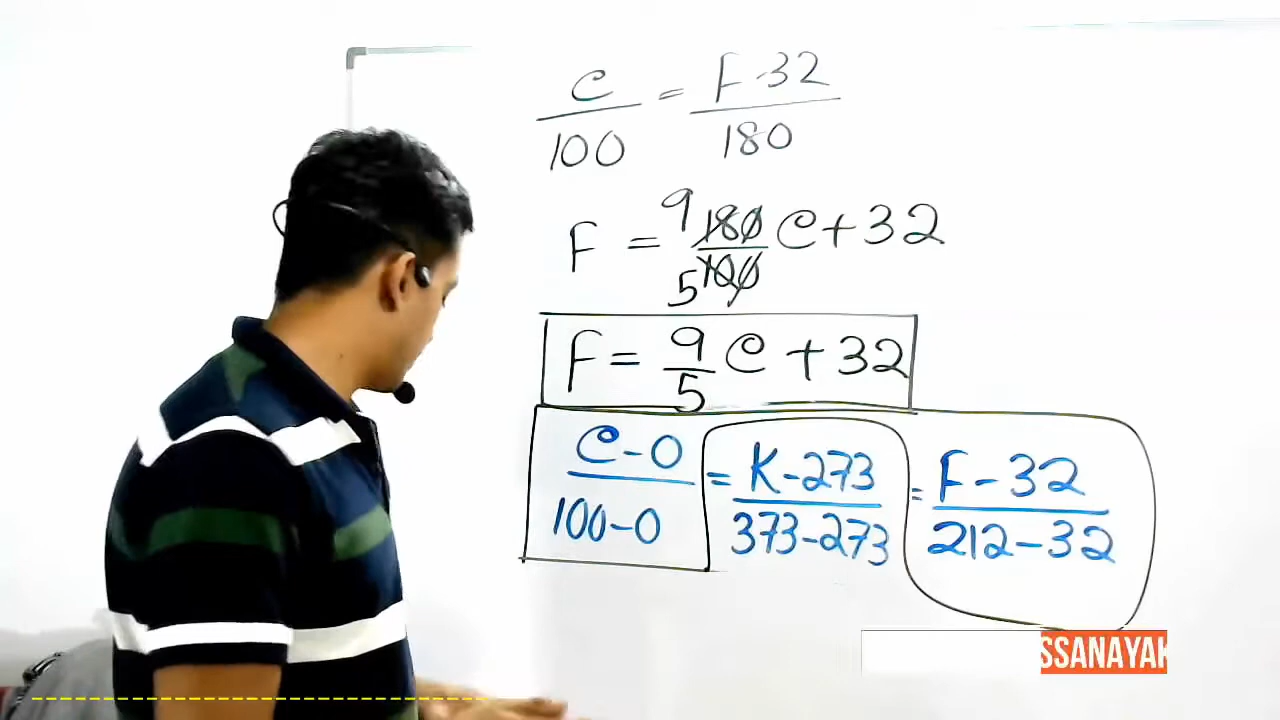 C/100 = F-32/180
F = 9 180/5 100 C+32
F = 9/5 C + 32
C-0/100-0 = K-273/373-273 = F-32/212-32
SSANAYAK